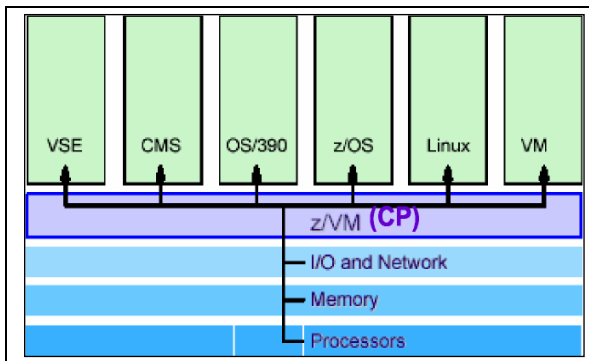 VSE CMS OS/390 z/OS Linux VM
z/VM (CP)
I/O and Network
Memory
Processors